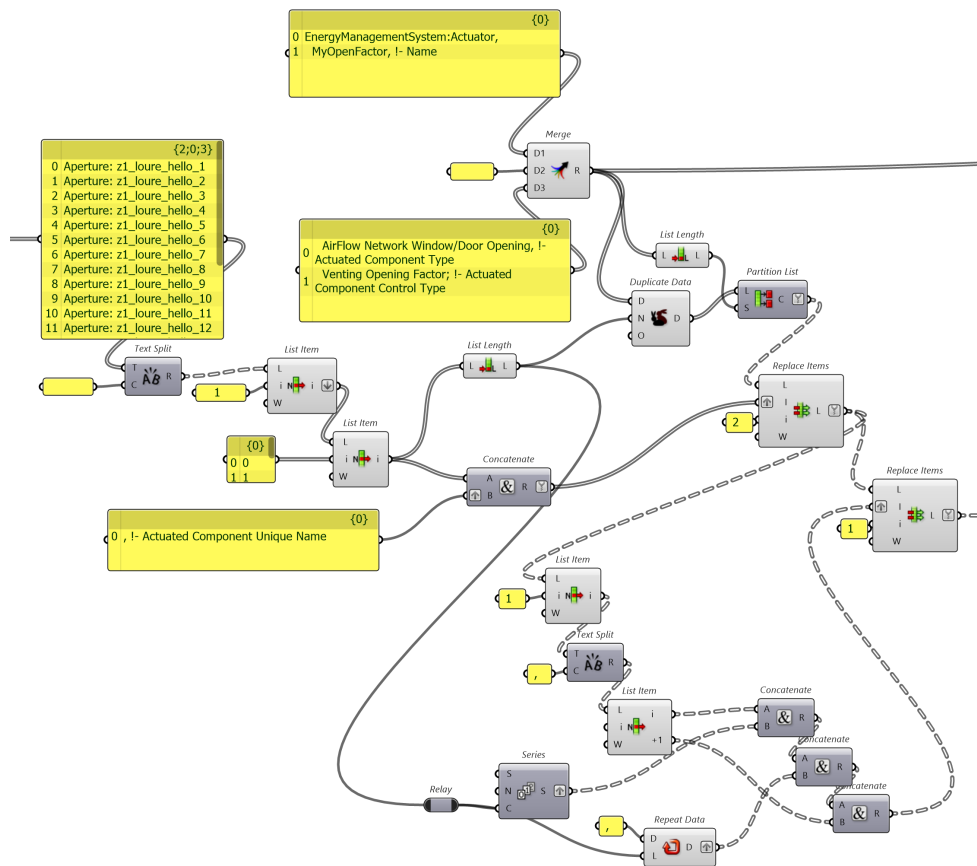 {0}
0 EnergyManagementSystem:Actuator,
1 MyOpenFactor, !- Name
Merge
D1
D2
D3
R
{2;0;3}
0 Aperture: z1_loure_hello_1
1 Aperture: z1_loure_hello_2
2 Aperture: z1_loure_hello_3
3 Aperture: z1_loure_hello_4
4 Aperture: z1_loure_hello_5
5 Aperture: z1_loure_hello_6
6 Aperture: z1_loure_hello_7
7 Aperture: z1_loure_hello_8
8 Aperture: z1_loure_hello_9
9 Aperture: z1_loure_hello_10
10 Aperture: z1_loure_hello_11
11 Aperture: z1_loure_hello_12
{0}
0 AirFlow Network Window/Door Opening, !-
Actuated Component Type
1 Venting Opening Factor; !- Actuated
Component Control Type
List Length
L L
Partition List
L
S
C
Duplicate Data
D
N
O
D
Text Split
T
C
R
List Item
L
i
W
i
1
List Item
L
i
W
i
{0}
0 0
1 1
List Length
L L
Concatenate
A
B
R
{0}
0 , !- Actuated Component Unique Name
Replace Items
L
I
i
W
L
2
Replace Items
L
I
i
W
L
1
List Item
L
i
W
i
1
Text Split
T
C
R
,
List Item
L
i
W
i
+1
Concatenate
A
B
R
Concatenate
A
B
R
Concatenate
A
B
R
Series
S
N
C
S
Relay
Repeat Data
D
L
D
,